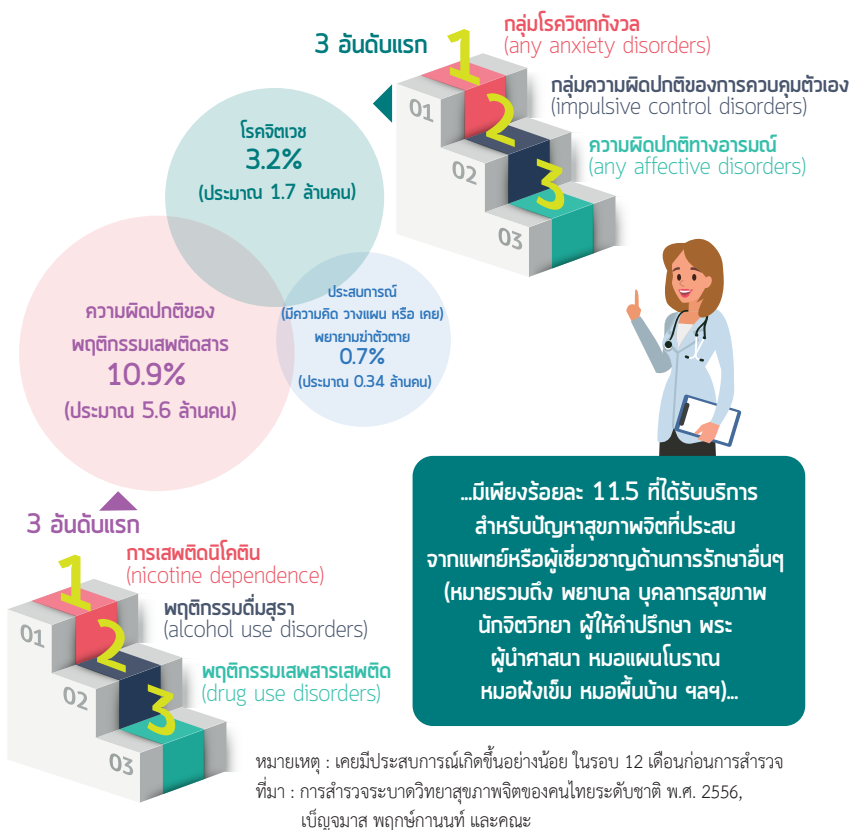 3 อันดับแรก
1
กลุ่มโรควิตกกังวล
(any anxiety disorders)
2
กลุ่มความผิดปกติของการควบคุมตัวเอง
(impulsive control disorders)
3
ความผิดปกติทางอารมณ์
(any affective disorders)
01
02
03
โรคจิตเวช
3.2%
(ประมาณ 1.7 ล้านคน)
ประสบการณ์
(มีความคิด วางแผน หรือ เคย)
พยายามฆ่าตัวตาย
0.7%
(ประมาณ 0.34 ล้านคน)
ความผิดปกติของ
พฤติกรรมเสพติดสาร
10.9%
(ประมาณ 5.6 ล้านคน)
3 อันดับแรก
1
การเสพติดนิโคติน
(nicotine dependence)
2
พฤติกรรมดื่มสุรา
(alcohol use disorders)
3
พฤติกรรมเสพสารเสพติด
(drug use disorders)
01
02
03
...มีเพียงร้อยละ 11.5 ที่ได้รับบริการ
สำหรับปัญหาสุขภาพจิตที่ประสบ
จากแพทย์หรือผู้เชี่ยวชาญด้านการรักษาอื่นๆ
(หมายรวมถึง พยาบาล บุคลากรสุขภาพ
นักจิตวิทยา ผู้ให้คำปรึกษา พระ
ผู้นำศาสนา หมอแผนโบราณ
หมอฝังเข็ม หมอพื้นบ้าน ฯลฯ)...
หมายเหตุ : เคยมีประสบการณ์เกิดขึ้นอย่างน้อย ในรอบ 12 เดือนก่อนการสำรวจ
ที่มา : การสำรวจระบาดวิทยาสุขภาพจิตของคนไทยระดับชาติ พ.ศ. 2556,
เบ็ญจมาส พฤกษ์กานนท์ และคณะ